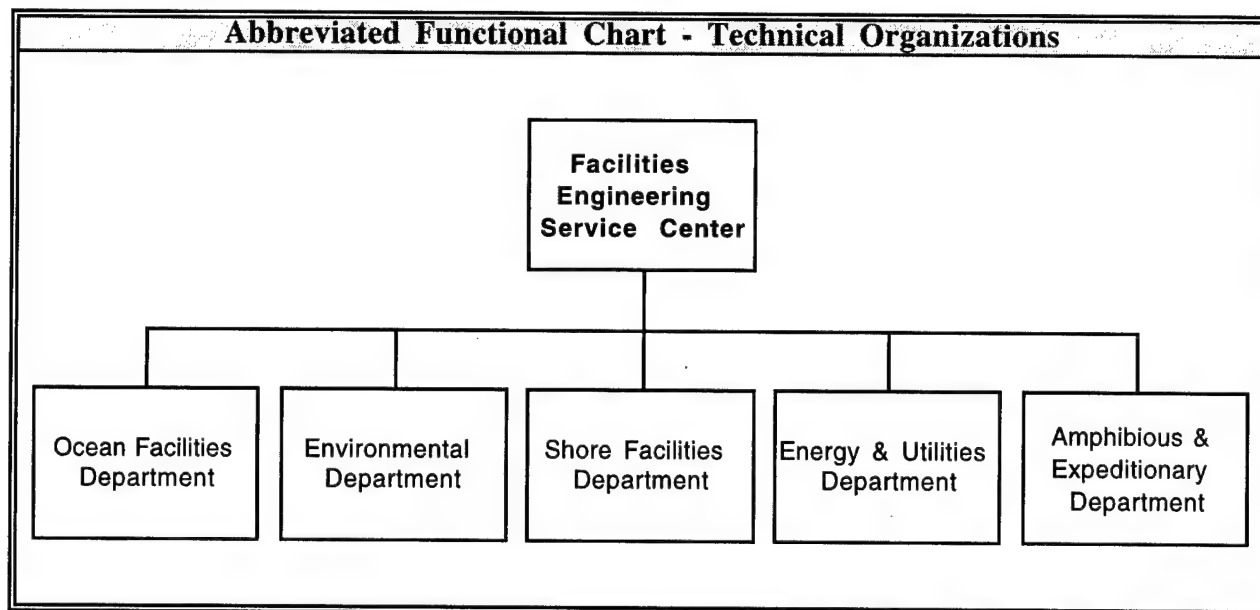 Abbreviated Functional Chart - Technical Organizations
Facilities
Engineering
Service Center
Ocean Facilities
Department
Environmental
Department
Shore Facilities
Department
Energy & Utilities
Department
Amphibious &
Expeditionary
Department